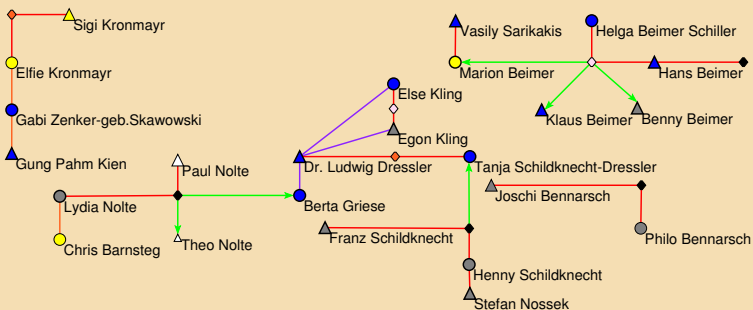 Sigi Kronmayr
Vasily Sarikakis
Helga Beimer Schiller
Elfie Kronmayr
Marion Beimer
Hans Beimer
Else Kling
Gabi Zenker-geb.Skawowski
Klaus Beimer
Benny Beimer
Egon Kling
Gung Pahm Kien
Paul Nolte
Dr. Ludwig Dressler
Tanja Schildknecht-Dressler
Joschi Bennarsch
Lydia Nolte
Berta Griese
Chris Barnsteg
Theo Nolte
Franz Schildknecht
Philo Bennarsch
Henny Schildknecht
Stefan Nossek